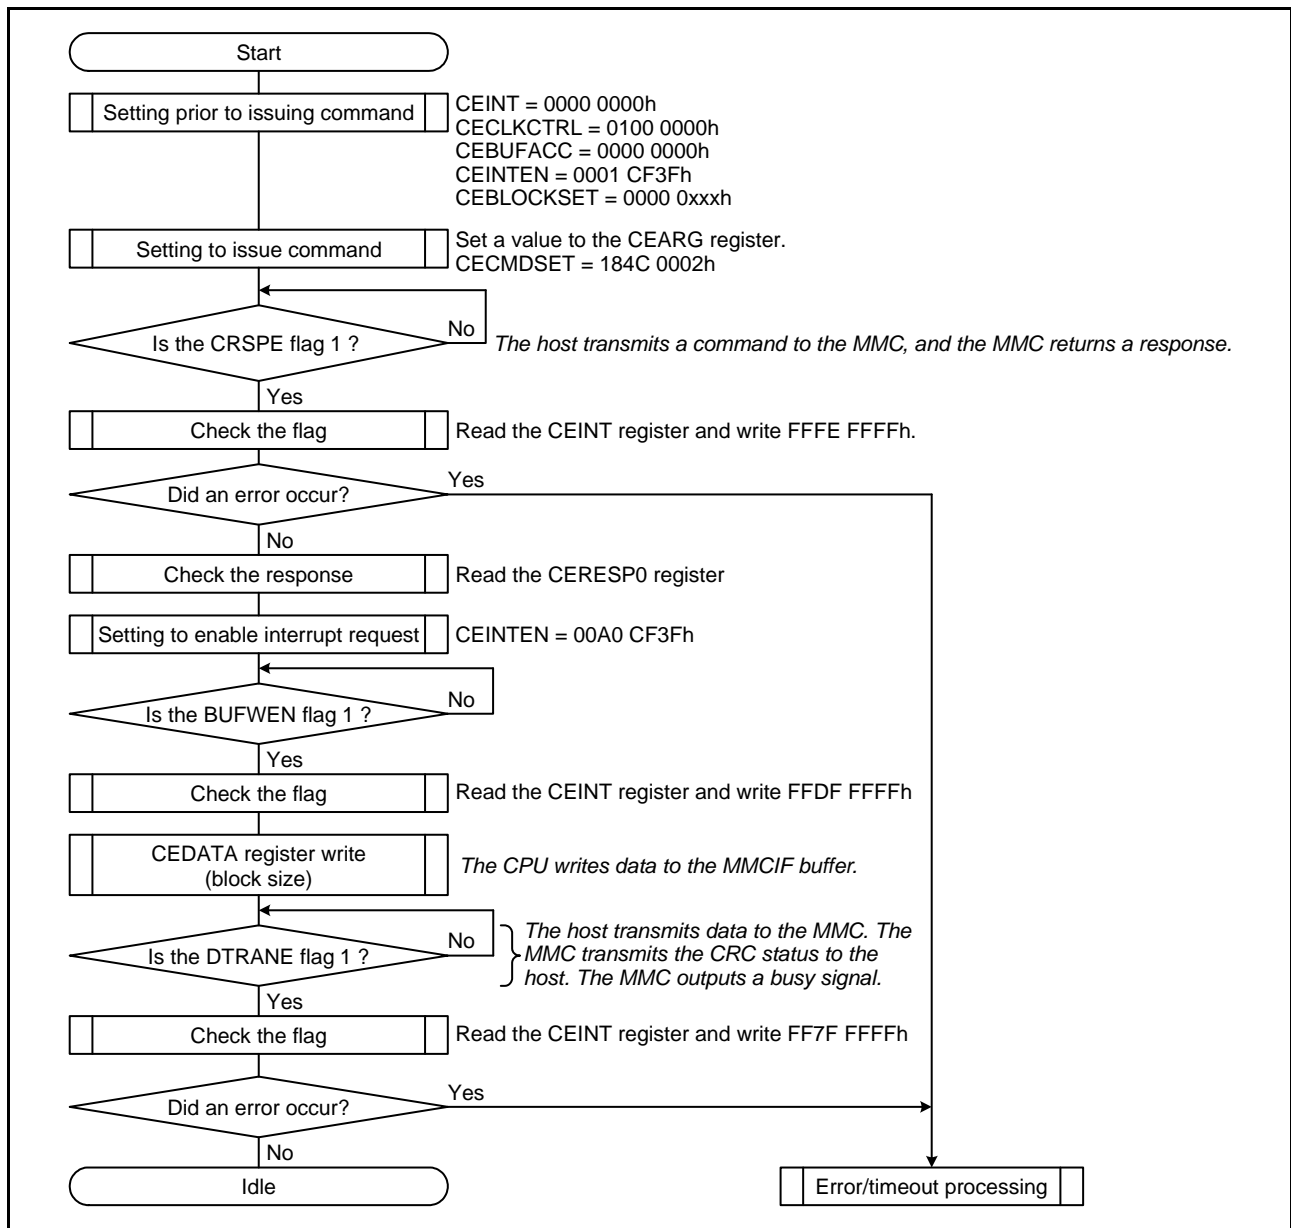 Start
Setting prior to issuing command
CEINT = 0000 0000h
CECLKCTRL = 0100 0000h
CEBUFACC = 0000 0000h
CEINTEN = 0001 CF3Fh
CEBLOCKSET = 0000 0xxxh
Setting to issue command
Set a value to the CEARG register.
CECMDSET = 184C 0002h
Is the CRSPE flag 1 ?
No
The host transmits a command to the MMC, and the MMC returns a response.
Yes
Check the flag
Read the CEINT register and write FFFE FFFFh.
Did an error occur?
Yes
No
Check the response
Read the CERESP0 register
Setting to enable interrupt request
CEINTEN = 00A0 CF3Fh
Is the BUFWEN flag 1 ?
No
Yes
Check the flag
Read the CEINT register and write FFDF FFFFh
CEDATA register write
(block size)
The CPU writes data to the MMCIF buffer.
Is the DTRANE flag 1 ?
No
The host transmits data to the MMC. The
MMC transmits the CRC status to the
host. The MMC outputs a busy signal.
Yes
Check the flag
Read the CEINT register and write FF7F FFFFh
Did an error occur?
Yes
No
Idle
Error/timeout processing